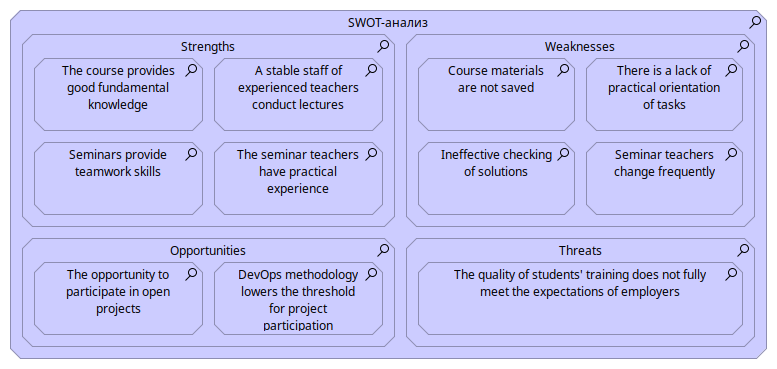 SWOT-анализ
Strengths
The course provides
good fundamental
knowledge
A stable staff of
experienced teachers
conduct lectures
Seminars provide
teamwork skills
The seminar teachers
have practical
experience
Weaknesses
Course materials
are not saved
There is a lack of
practical orientation
of tasks
Ineffective checking
of solutions
Seminar teachers
change frequently
Opportunities
The opportunity to
participate in open
projects
DevOps methodology
lowers the threshold
for project
participation
Threats
The quality of students' training does not fully
meet the expectations of employers